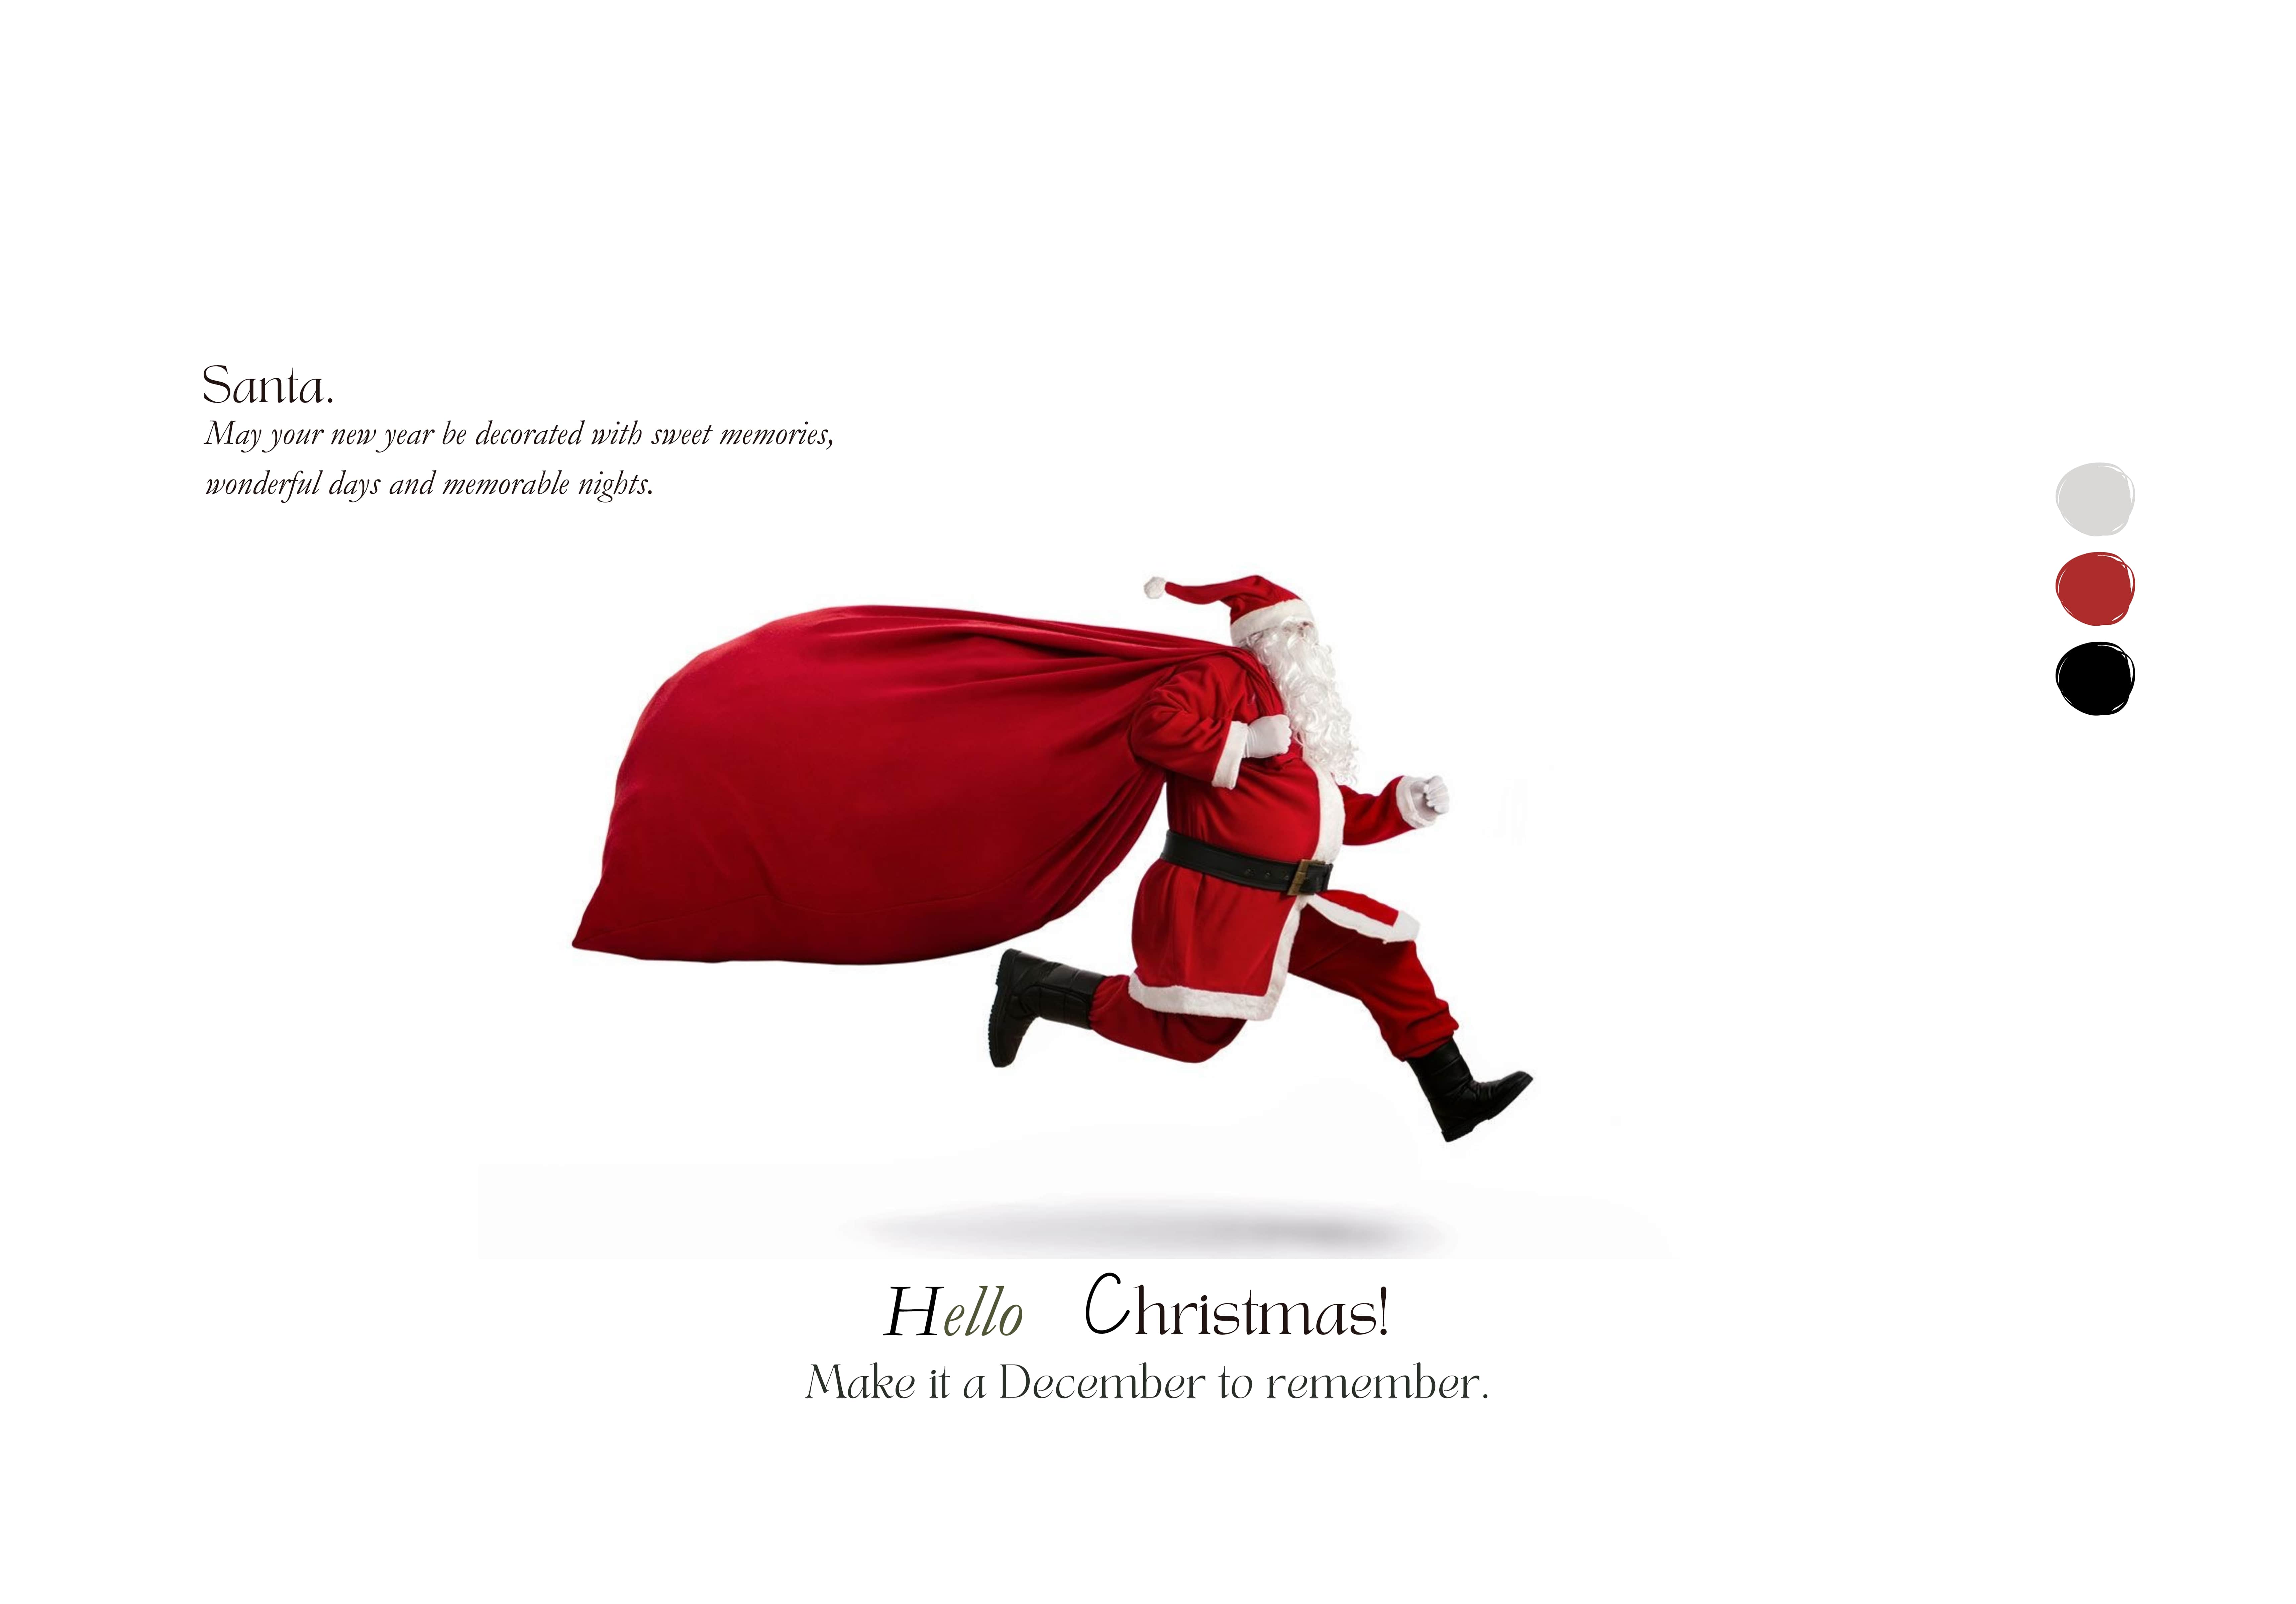 Santa.
May your new year be decorated with sweet memories,
wonderful days and memorable nights.
Hello Christmas!
Make it a December to remember.